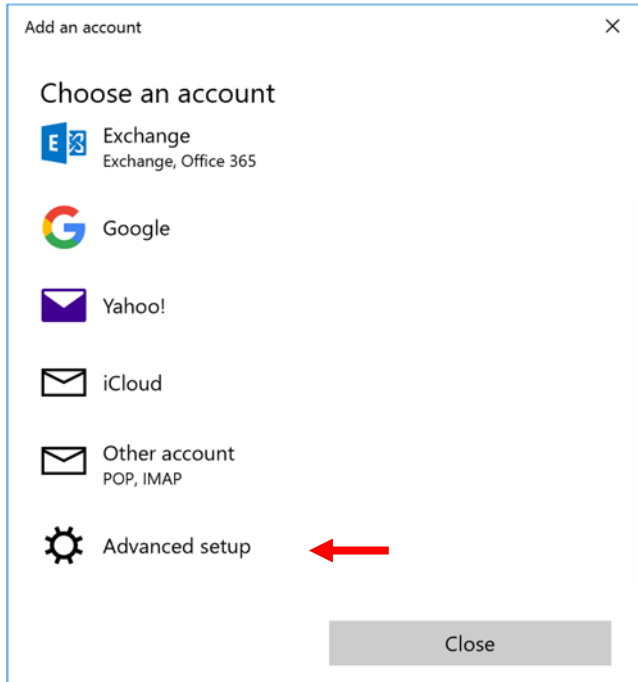 Add an account
Choose an account
Exchange
Exchange, Office 365
Google
Yahoo!
iCloud
Other account
POP, IMAP
Advanced setup
Close